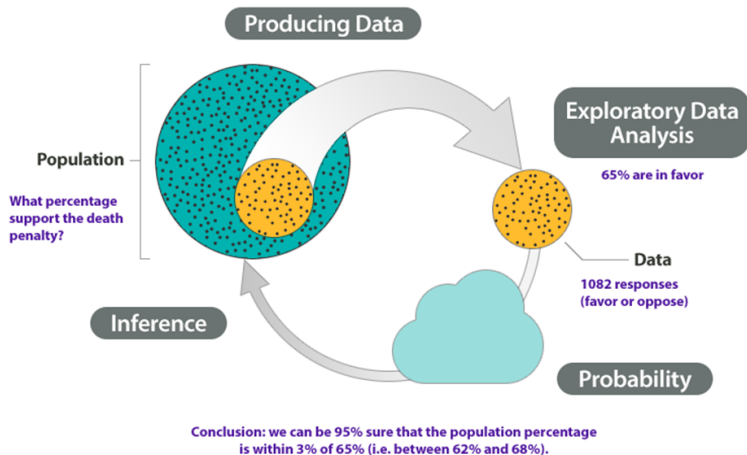 Producing Data
Exploratory Data
Analysis
65% are in favor
Population
What percentage
support the death
penalty?
Data
1082 responses
(favor or oppose)
Inference
Probability
Conclusion: we can be 95% sure that the population percentage
is within 3% of 65% (i.e. between 62% and 68%).